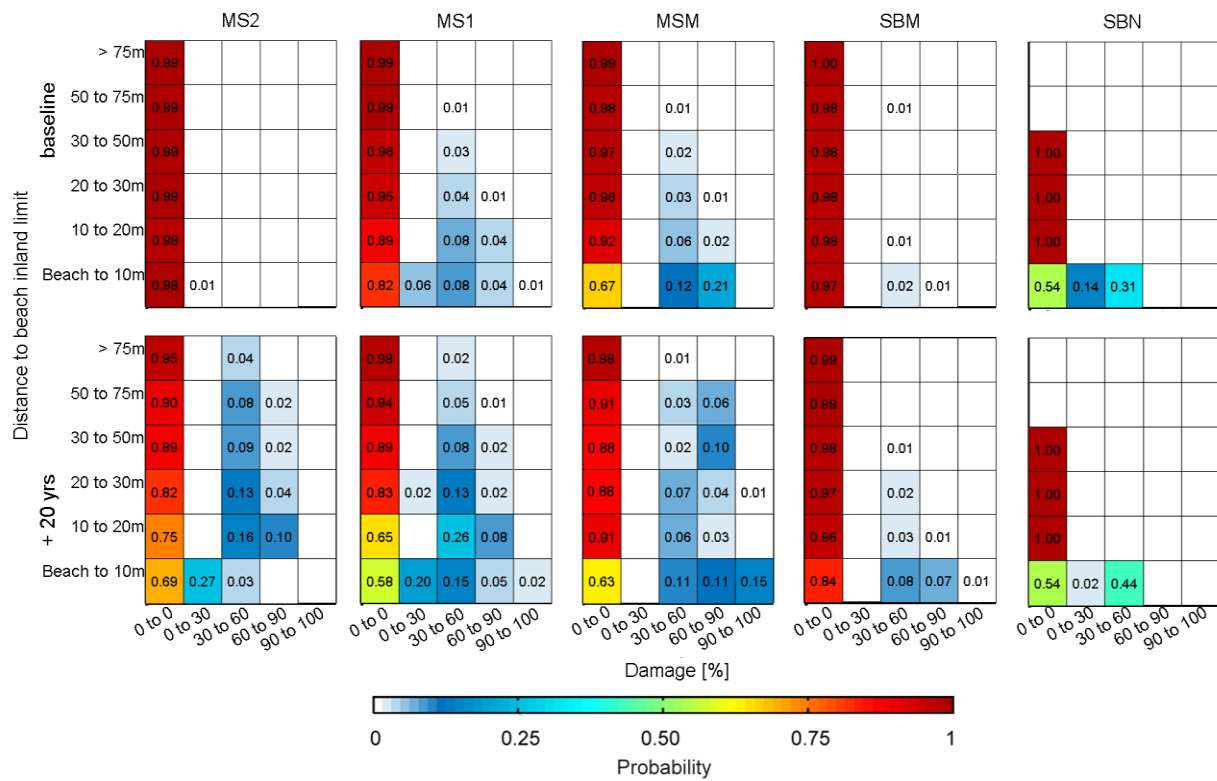 MS2 MS1 MSM SBM SBN
Distance to beach inland limit
baseline
> 75m 0.99 0.99 0.99 1.00
50 to 75m 0.99 0.99 0.01 0.99 0.01 0.98 0.01
30 to 50m 0.99 0.96 0.03 0.97 0.02 0.98 1.00
20 to 30m 0.99 0.95 0.04 0.01 0.96 0.03 0.01 0.98 1.00
10 to 20m 0.98 0.89 0.08 0.04 0.92 0.06 0.02 0.98 0.01 1.00
Beach to 10m 0.98 0.01 0.82 0.06 0.08 0.04 0.01 0.67 0.12 0.21 0.97 0.02 0.01 0.54 0.14 0.31
+ 20 yrs
> 75m 0.95 0.04 0.98 0.02 0.98 0.01 0.99
50 to 75m 0.90 0.08 0.02 0.94 0.05 0.01 0.91 0.03 0.06 0.99
30 to 50m 0.89 0.09 0.02 0.89 0.08 0.02 0.88 0.02 0.10 0.98 0.01 1.00
20 to 30m 0.82 0.13 0.04 0.83 0.02 0.13 0.02 0.88 0.07 0.04 0.01 0.97 0.02 1.00
10 to 20m 0.75 0.16 0.10 0.65 0.26 0.08 0.91 0.06 0.03 0.96 0.03 0.01 1.00
Beach to 10m 0.69 0.27 0.03 0.58 0.20 0.15 0.05 0.02 0.63 0.11 0.11 0.15 0.84 0.08 0.07 0.01 0.54 0.02 0.44
0 to 0 0 to 30 30 to 60 60 to 90 90 to 100 0 to 0 0 to 30 30 to 60 60 to 90 90 to 100 0 to 0 0 to 30 30 to 60 60 to 90 90 to 100 0 to 0 0 to 30 30 to 60 60 to 90 90 to 100 0 to 0 0 to 30 30 to 60 60 to 90 90 to 100
Damage [%]
0 0.25 0.50 0.75 1
Probability